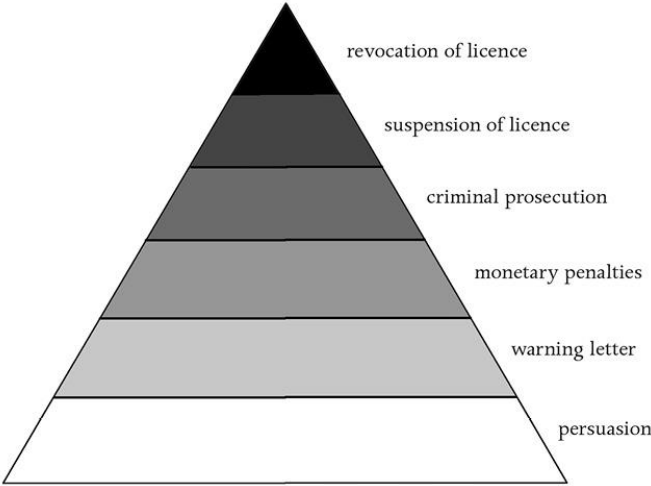 revocation of licence
suspension of licence
criminal prosecution
monetary penalties
warning letter
persuasion